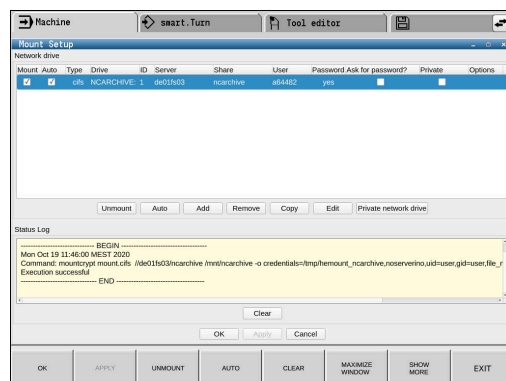 Machine smart.Turn Tool editor
Mount Setup
Network drive
Mount Auto Type Drive ID Server Share User Password Ask for password? Private Options
cifs NCARCHIVE: 1 de01fs03 ncarchive a64482 yes
Unmount Auto Add Remove Copy Edit Private network drive
Status Log
------------------------------ BEGIN -----------------------------------
Mon Oct 19 11:46:00 MEST 2020
Command: mountcrypt mount.cifs //de01fs03/ncarchive /mnt/ncarchive -o credentials=/tmp/hemount_ncarchive,noserverino,uid=user,gid=user,file_
Execution successful
------------------------------- END -----------------------------------
Clear
OK Apply Cancel
OK APPLY UNMOUNT AUTO CLEAR MAXIMIZE WINDOW SHOW MORE EXIT